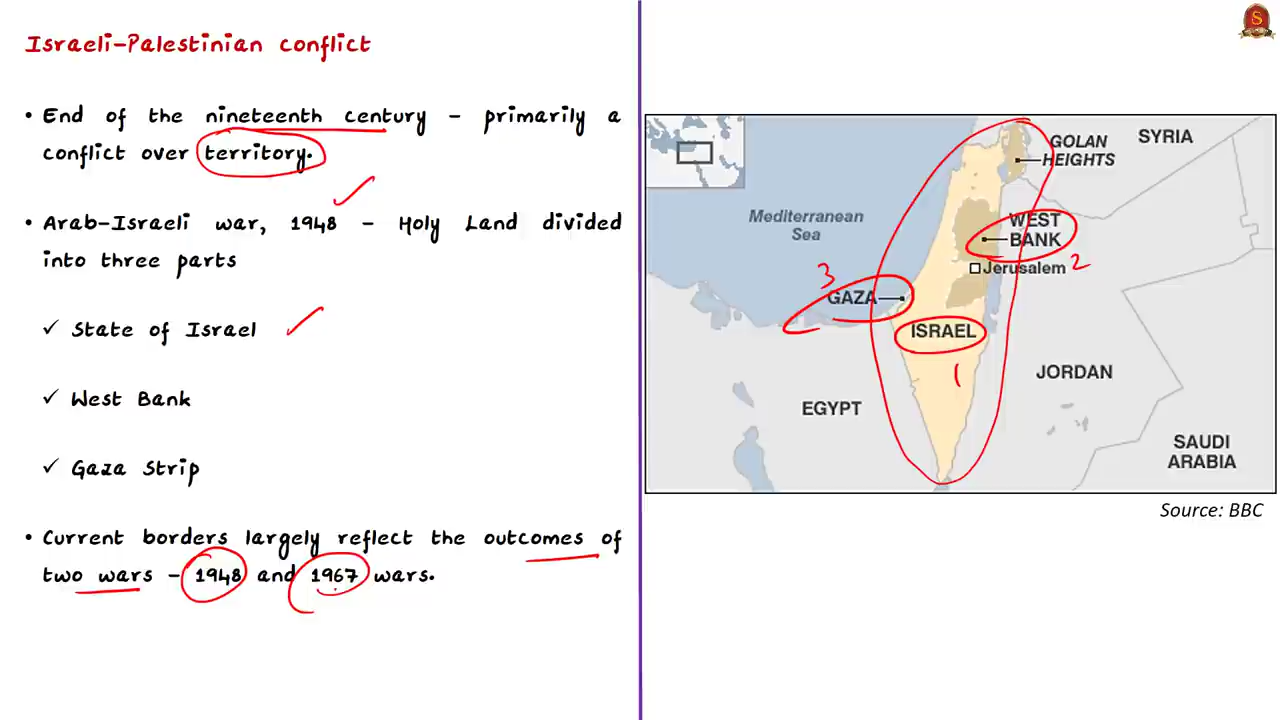 Israeli-Palestinian conflict
• End of the nineteenth century - primarily a
conflict over territory.
• Arab-Israeli war, 1948 - Holy Land divided
into three parts
✓ State of Israel
✓ West Bank
✓ Gaza Strip
• Current borders largely reflect the outcomes of
two wars - 1948 and 1967 wars.
S
GOLAN
HEIGHTS
SYRIA
Mediterranean
Sea
WEST
BANK
Jerusalem 2
3
GAZA
ISRAEL
1
JORDAN
EGYPT
SAUDI
ARABIA
Source: BBC